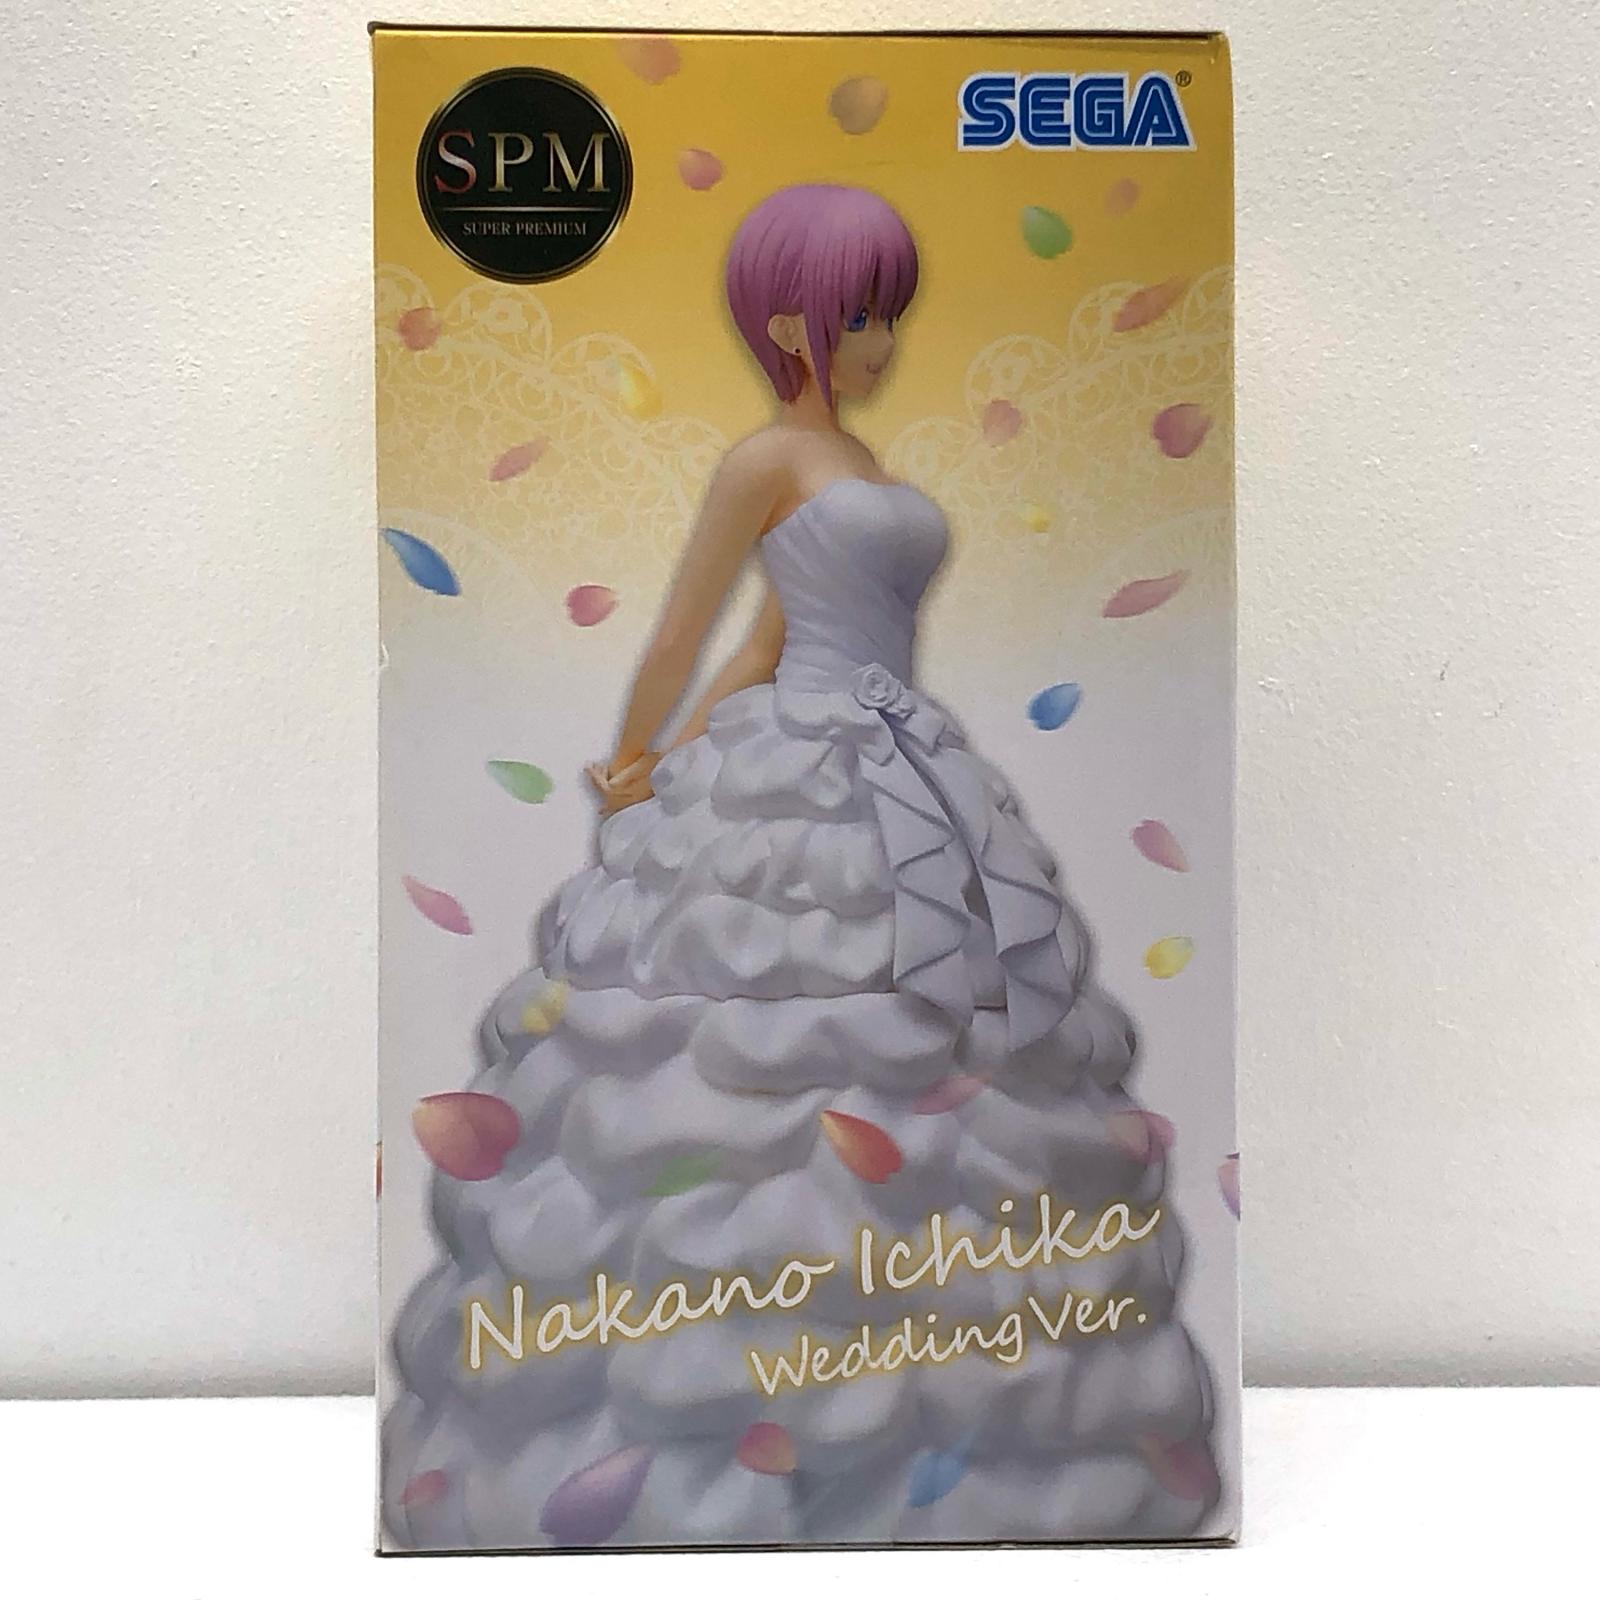 SPM
SUPER PREMIUM
SEGA®
Nakano Ichika
Wedding Ver.